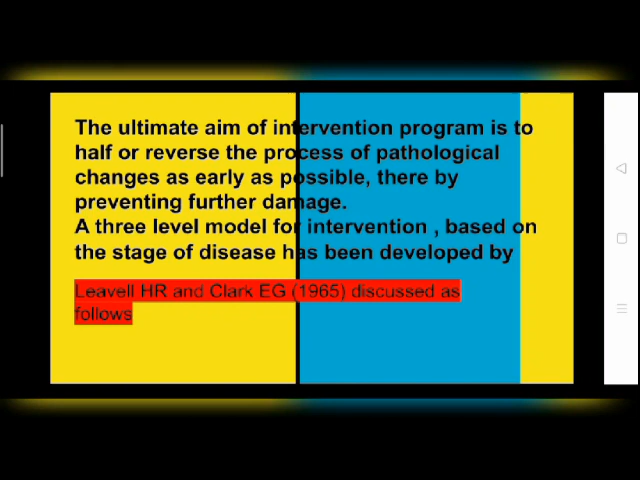 The ultimate aim of intervention program is to
half or reverse the process of pathological
changes as early as possible, there by
preventing further damage.
A three level model for intervention , based on
the stage of disease has been developed by
Leavell HR and Clark EG (1965) discussed as
follows